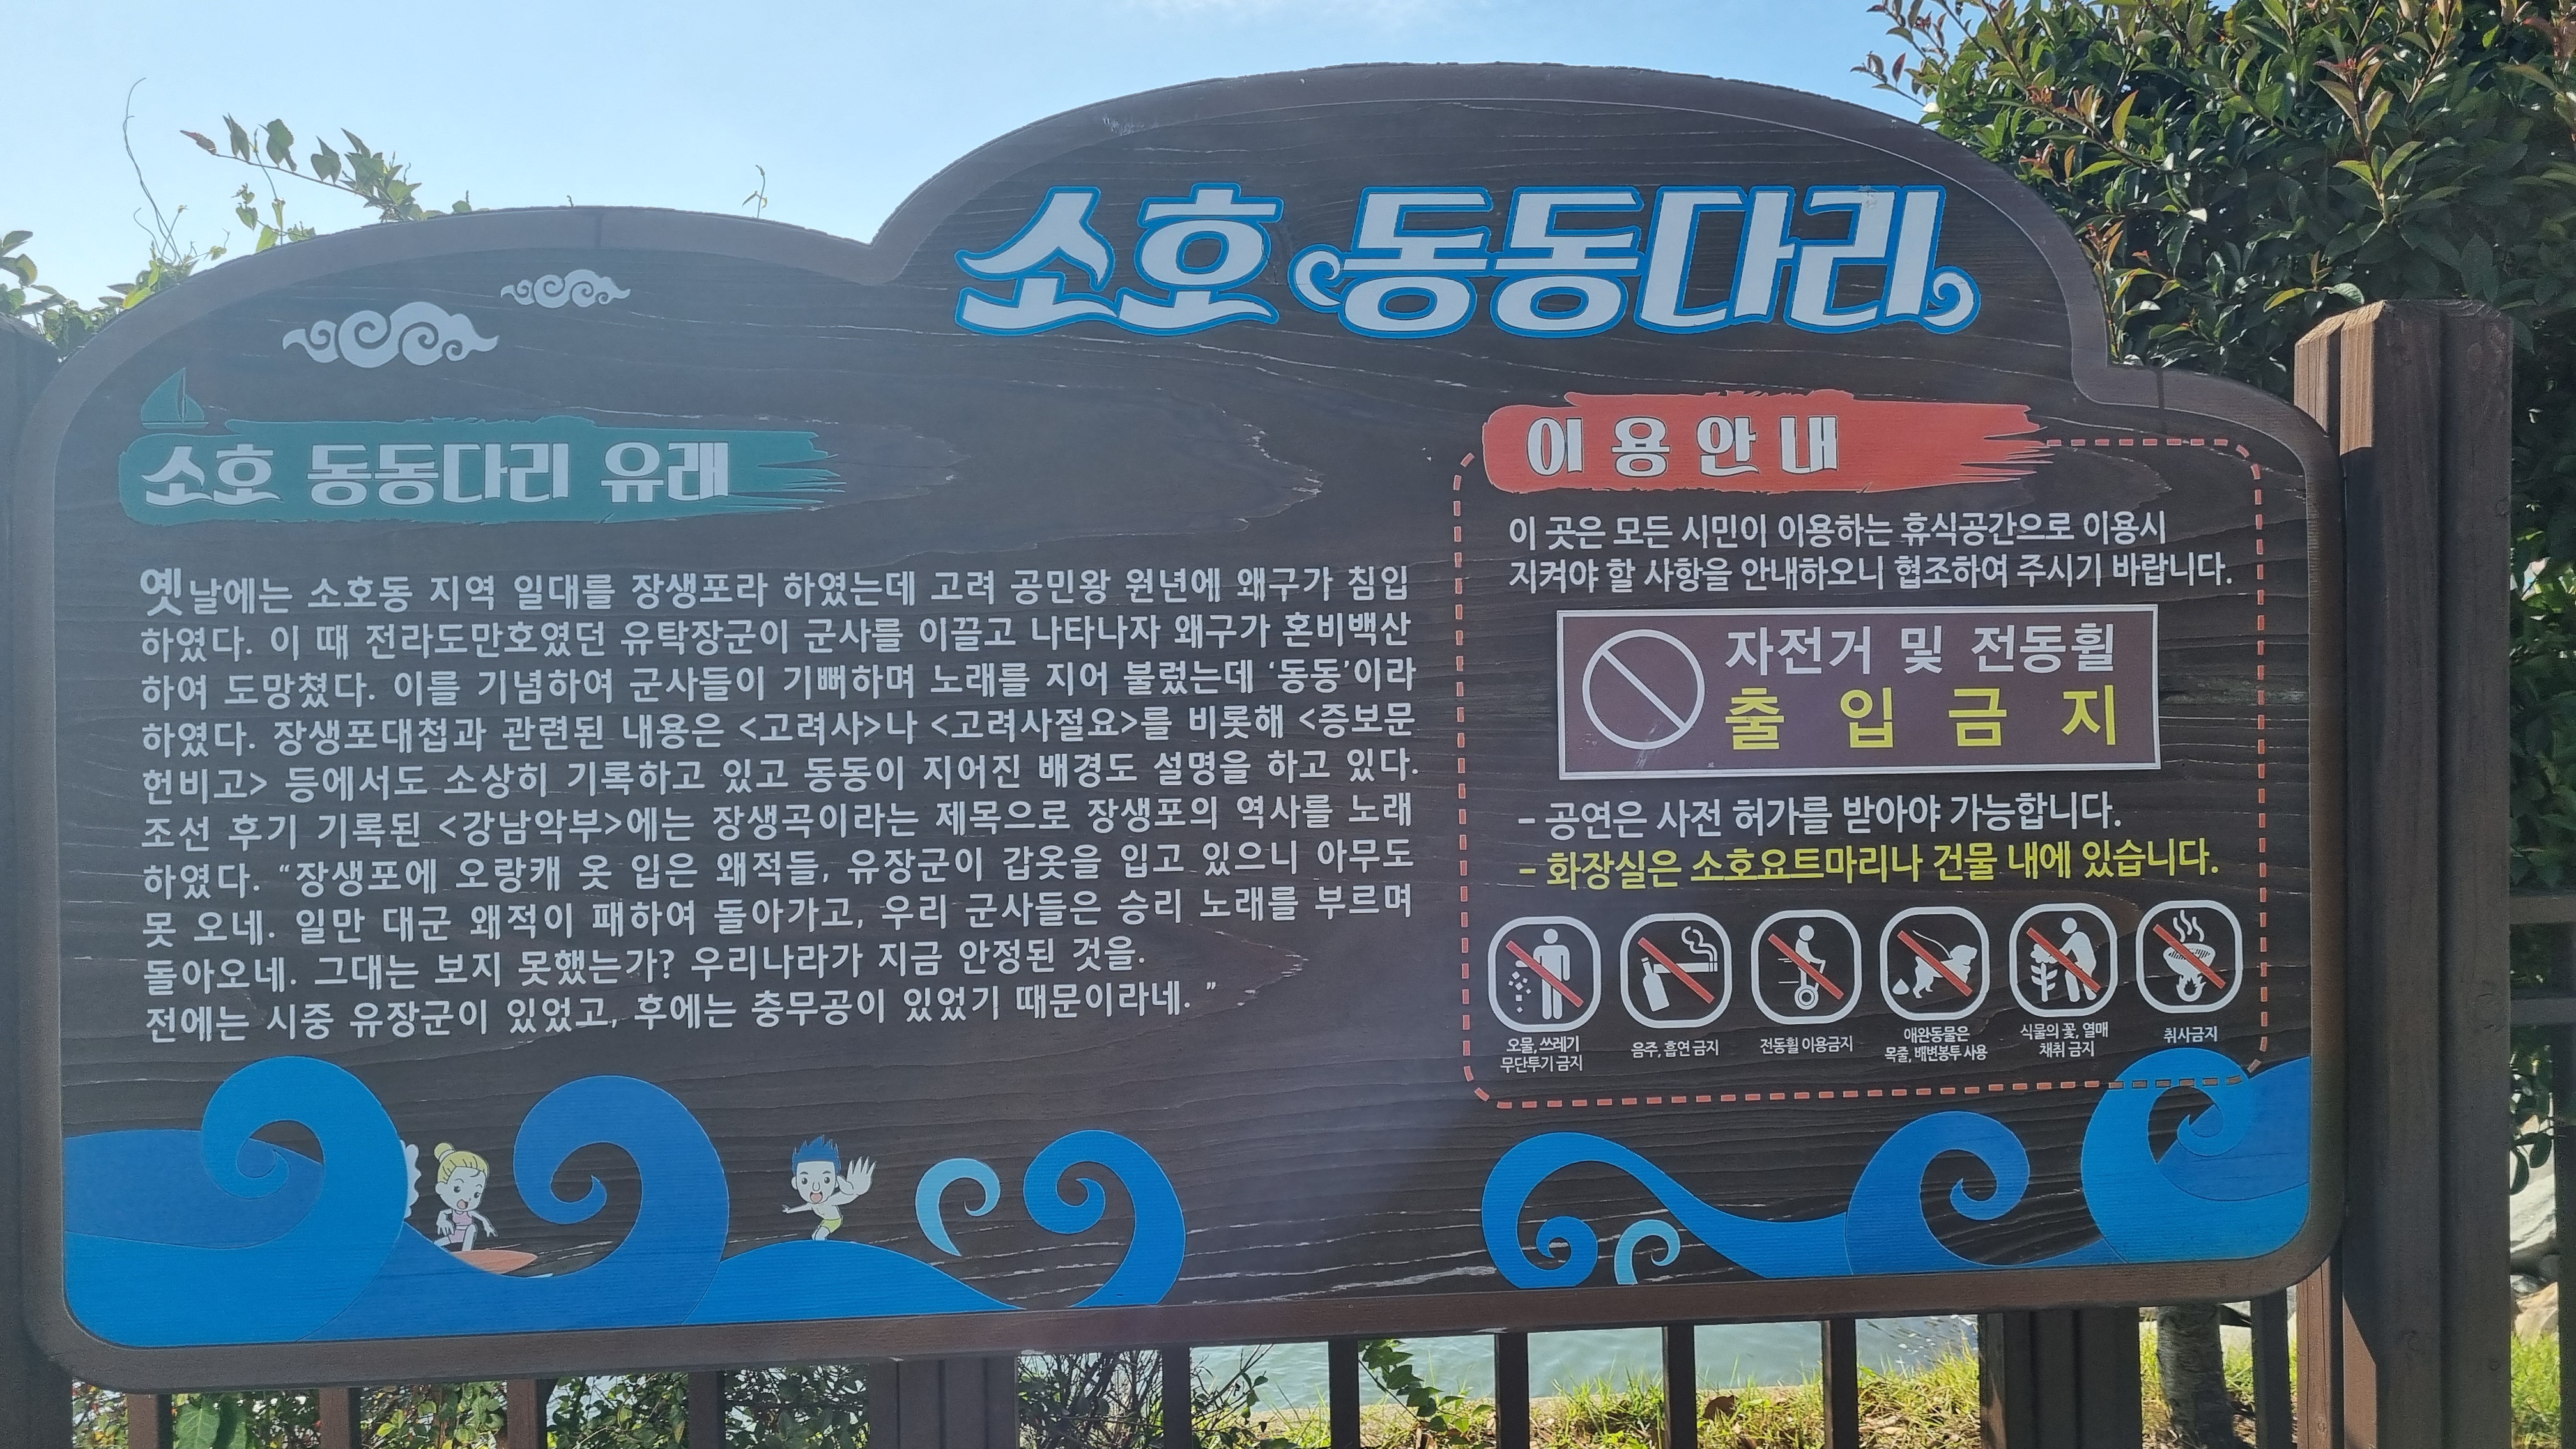 소호 동동다리
소호 동동다리 유래
옛날에는 소호동 지역 일대를 장생포라 하였는데 고려 공민왕 원년에 왜구가 침입
하였다. 이 때 전라도만호였던 유탁장군이 군사를 이끌고 나타나자 왜구가 혼비백산
하여 도망쳤다. 이를 기념하여 군사들이 기뻐하며 노래를 지어 불렀는데 ‘동동’이라
하였다. 장생포대첩과 관련된 내용은 <고려사>나 <고려사절요>를 비롯해 <증보문
헌비고> 등에서도 소상히 기록하고 있고 동동이 지어진 배경도 설명을 하고 있다.
조선 후기 기록된 <강남악부>에는 장생곡이라는 제목으로 장생포의 역사를 노래
하였다. “장생포에 오랑캐 옷 입은 왜적들, 유장군이 갑옷을 입고 있으니 아무도
못 오네. 일만 대군 왜적이 패하여 돌아가고, 우리 군사들은 승리 노래를 부르며
돌아오네. 그대는 보지 못했는가? 우리나라가 지금 안정된 것을.
전에는 시중 유장군이 있었고, 후에는 충무공이 있었기 때문이라네. ”
이용안내
이 곳은 모든 시민이 이용하는 휴식공간으로 이용시
지켜야 할 사항을 안내하오니 협조하여 주시기 바랍니다.
자전거 및 전동휠
출 입 금 지
- 공연은 사전 허가를 받아야 가능합니다.
- 화장실은 소호요트마리나 건물 내에 있습니다.
오물, 쓰레기
무단투기 금지
음주, 흡연 금지
전동휠 이용금지
애완동물은
목줄, 배변봉투 사용
식물의 꽃, 열매
채취 금지
취사금지